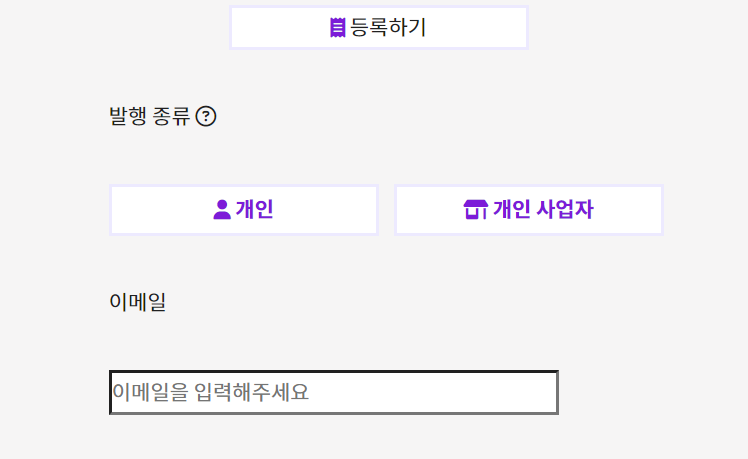 등록하기
발행 종류 ?
개인
개인 사업자
이메일
이메일을 입력해주세요